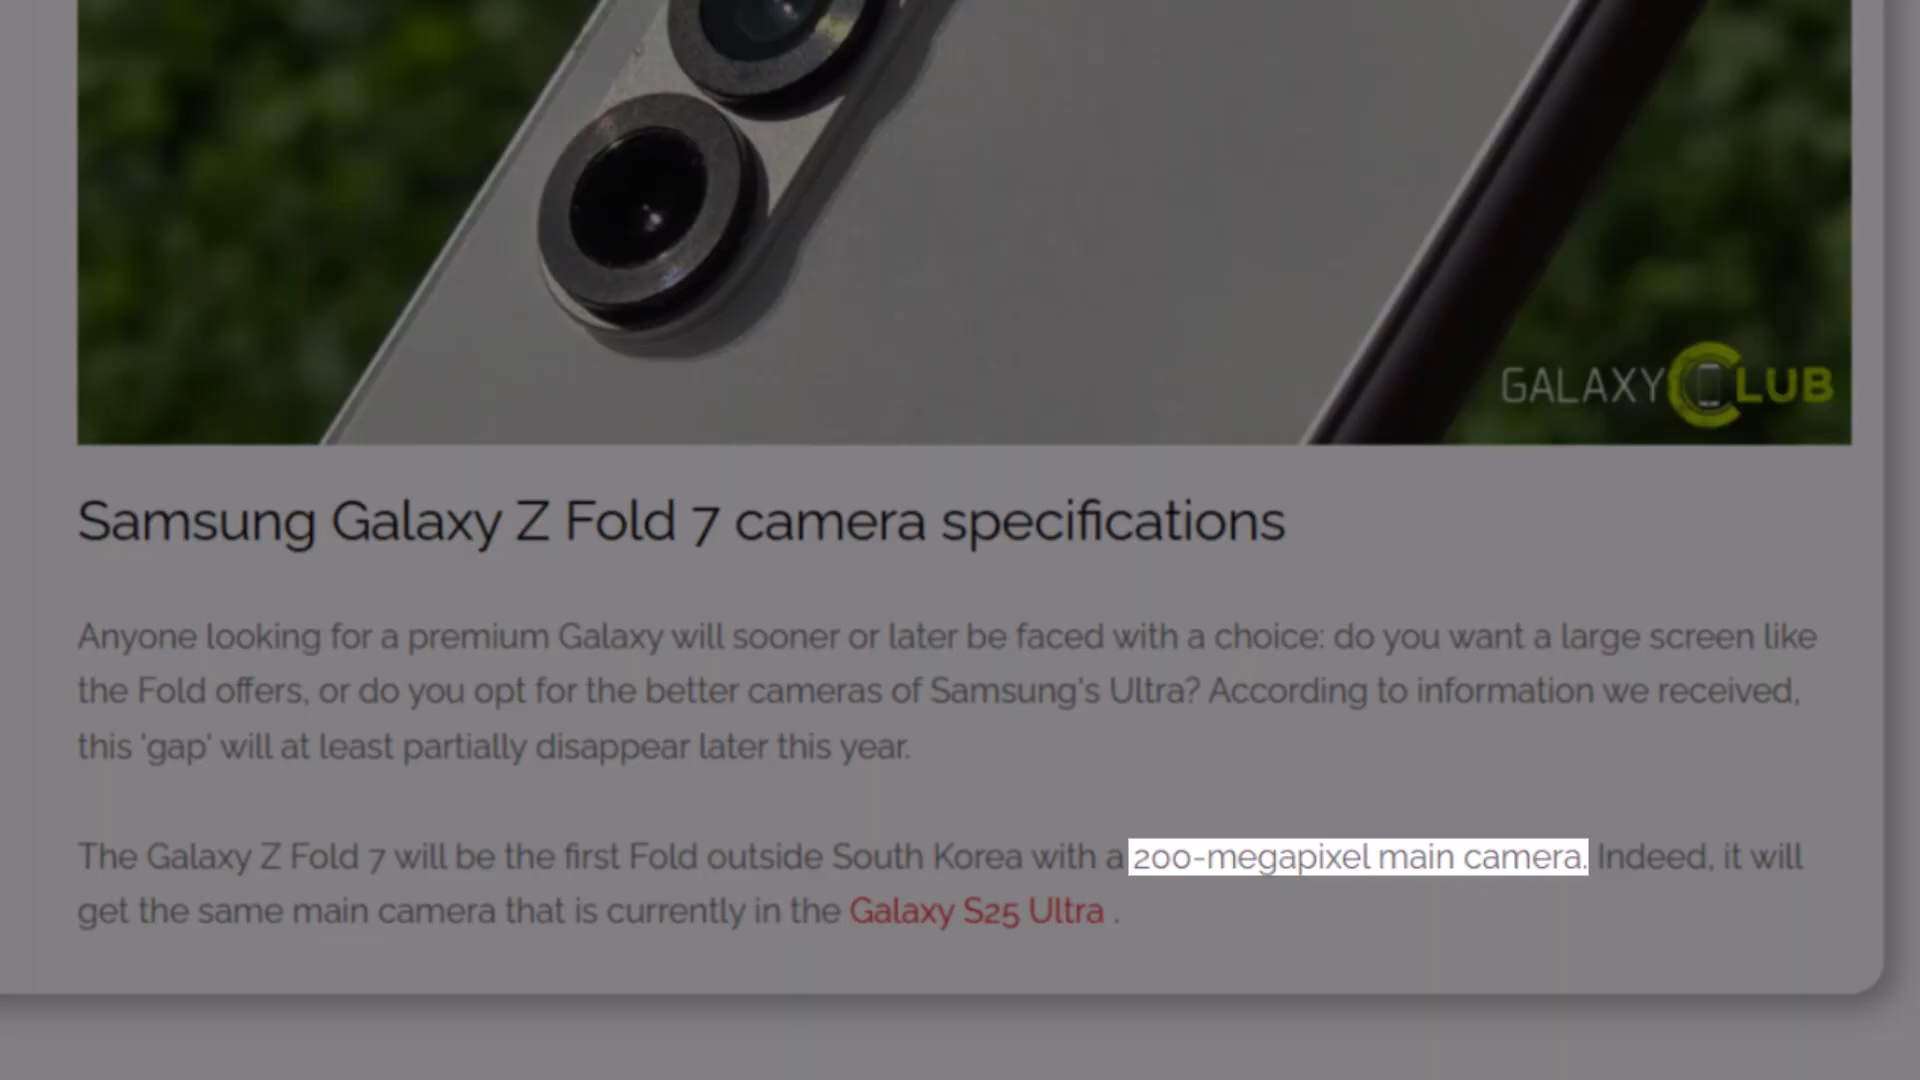 GALAXY CLUB
Samsung Galaxy Z Fold 7 camera specifications
Anyone looking for a premium Galaxy will sooner or later be faced with a choice: do you want a large screen like
the Fold offers, or do you opt for the better cameras of Samsung's Ultra? According to information we received,
this 'gap' will at least partially disappear later this year.
The Galaxy Z Fold 7 will be the first Fold outside South Korea with a 200-megapixel main camera. Indeed, it will
get the same main camera that is currently in the Galaxy S25 Ultra .